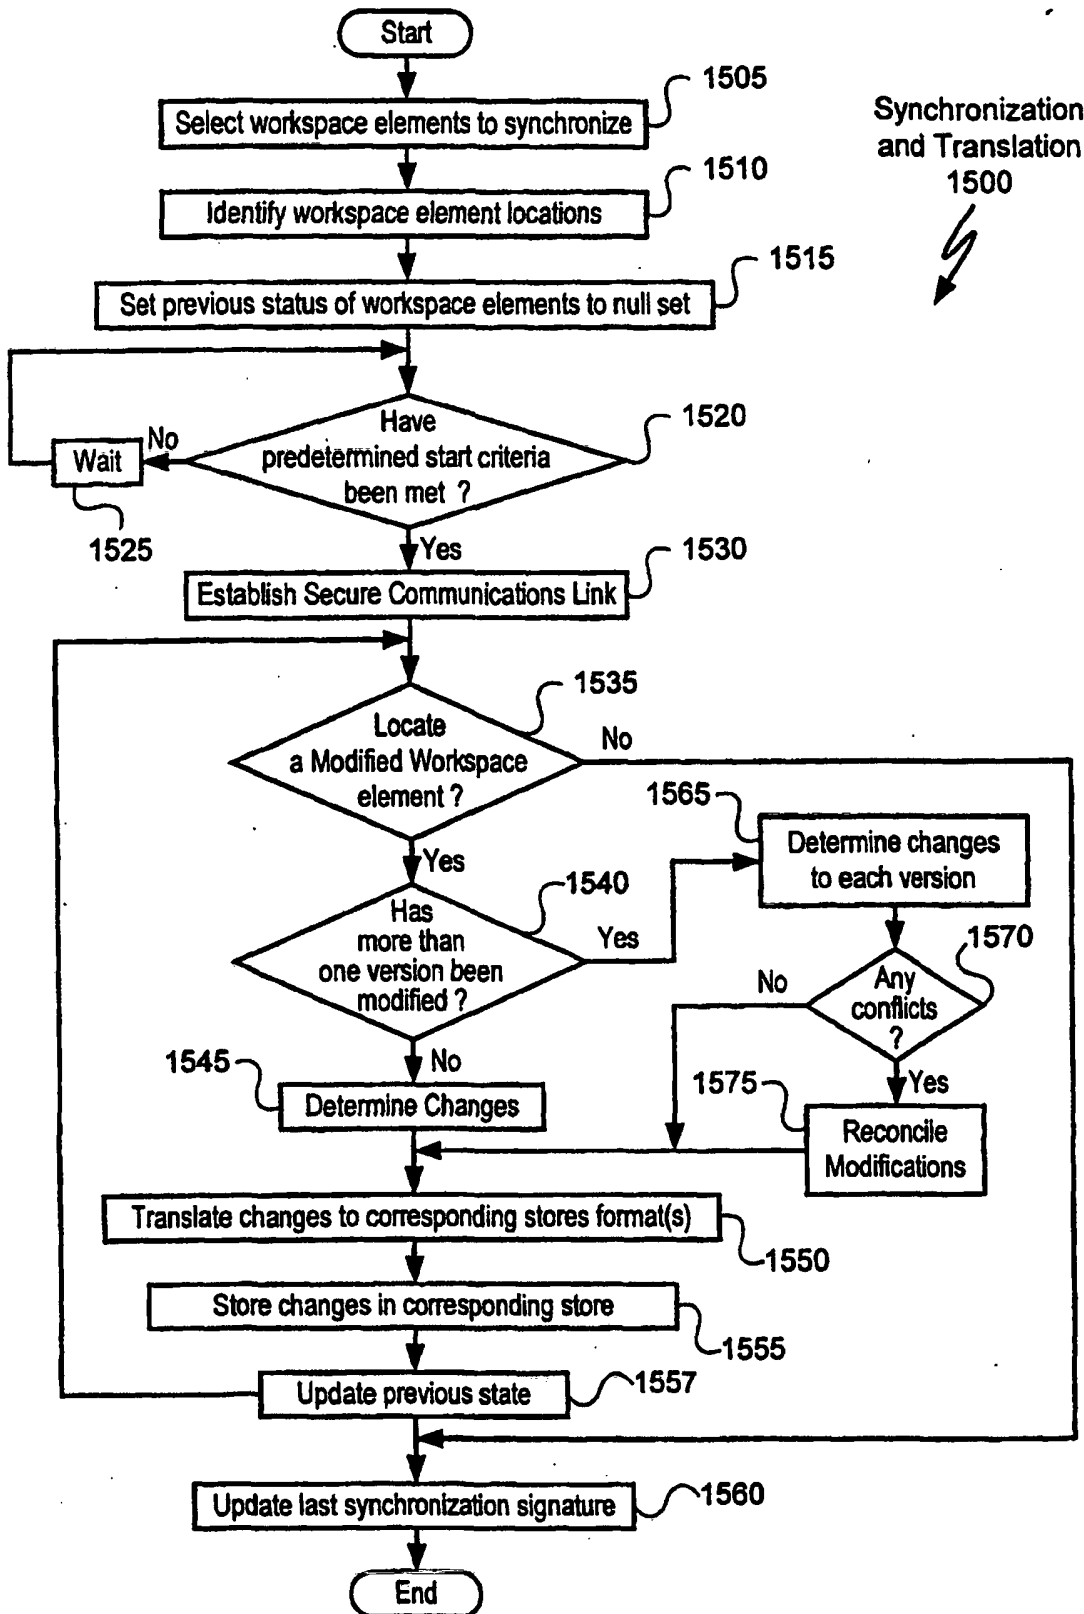 Start
1505
Select workspace elements to synchronize
Synchronization
and Translation
1500
1510
Identify workspace element locations
1515
Set previous status of workspace elements to null set
Have
predetermined start criteria
been met ?
1520
No
Wait
1525
Yes
1530
Establish Secure Communications Link
1535
Locate
a Modified Workspace
element ?
No
Yes
1565
Determine changes
to each version
1540
Has
more than
one version been
modified ?
Yes
1570
Any
conflicts
?
No
Yes
1575
Reconcile
Modifications
No
1545
Determine Changes
Translate changes to corresponding stores format(s)
1550
Store changes in corresponding store
1555
Update previous state
1557
Update last synchronization signature
1560
End